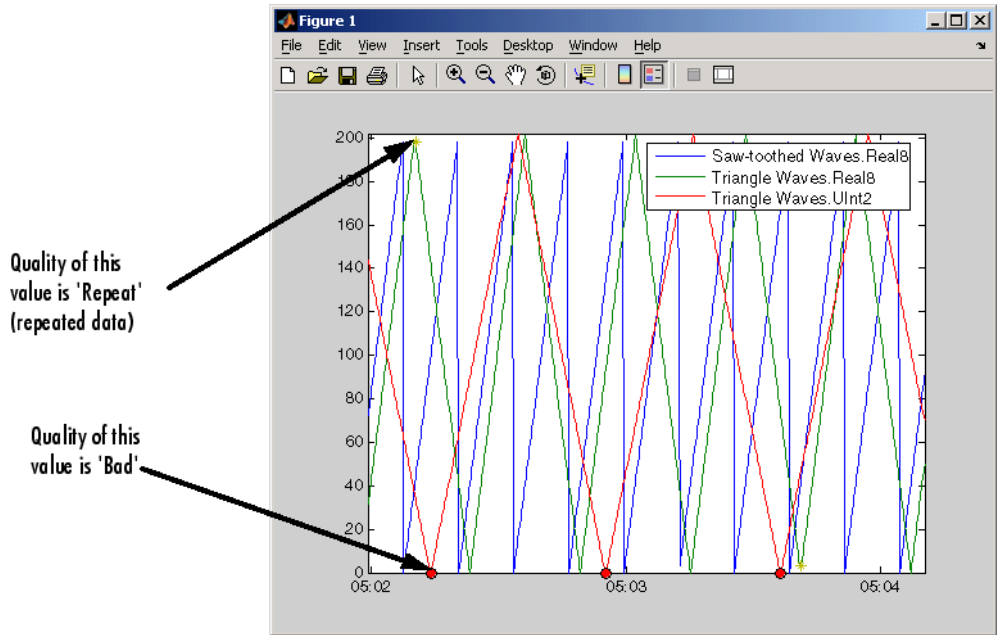 Figure 1
File Edit View Insert Tools Desktop Window Help
200
180
160
140
120
100
80
60
40
20
0
05:02
05:03
05:04
Saw-toothed Waves.Real8
Triangle Waves.Real8
Triangle Waves.UInt2
Quality of this
value is 'Repeat'
(repeated data)
Quality of this
value is 'Bad'